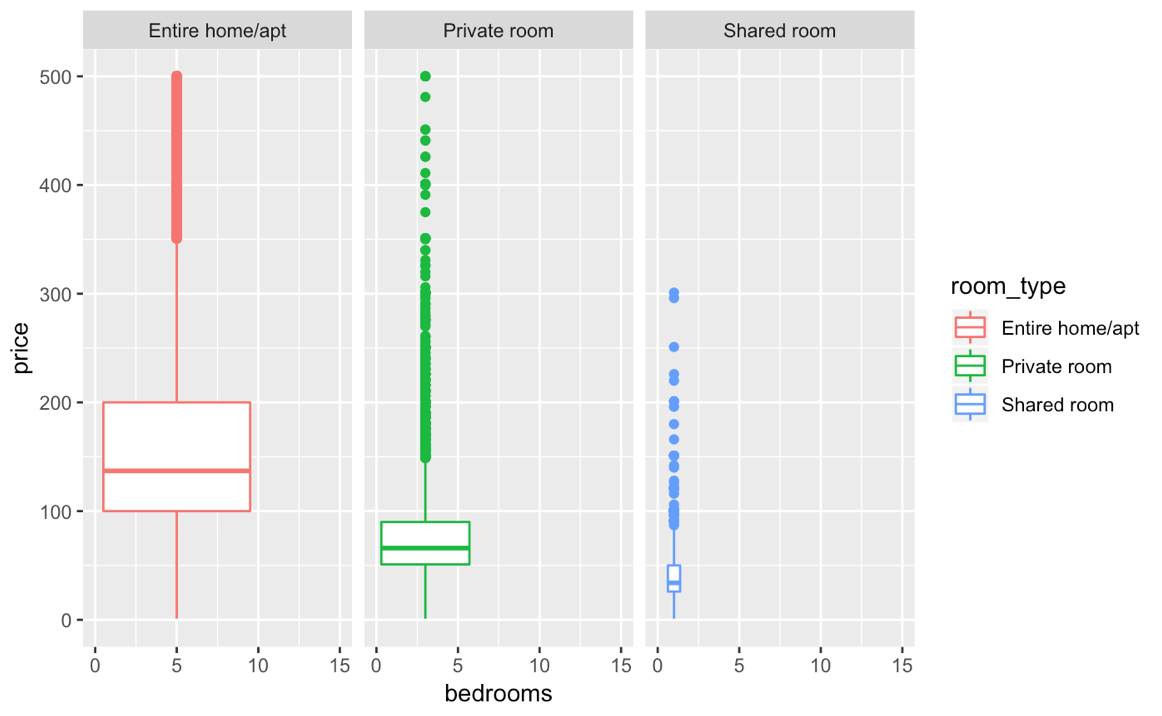 Entire home/apt Private room Shared room
500
400
300
200
100
0
price
0 5 10 15 0 5 10 15 0 5 10 15
bedrooms
room_type
Entire home/apt
Private room
Shared room